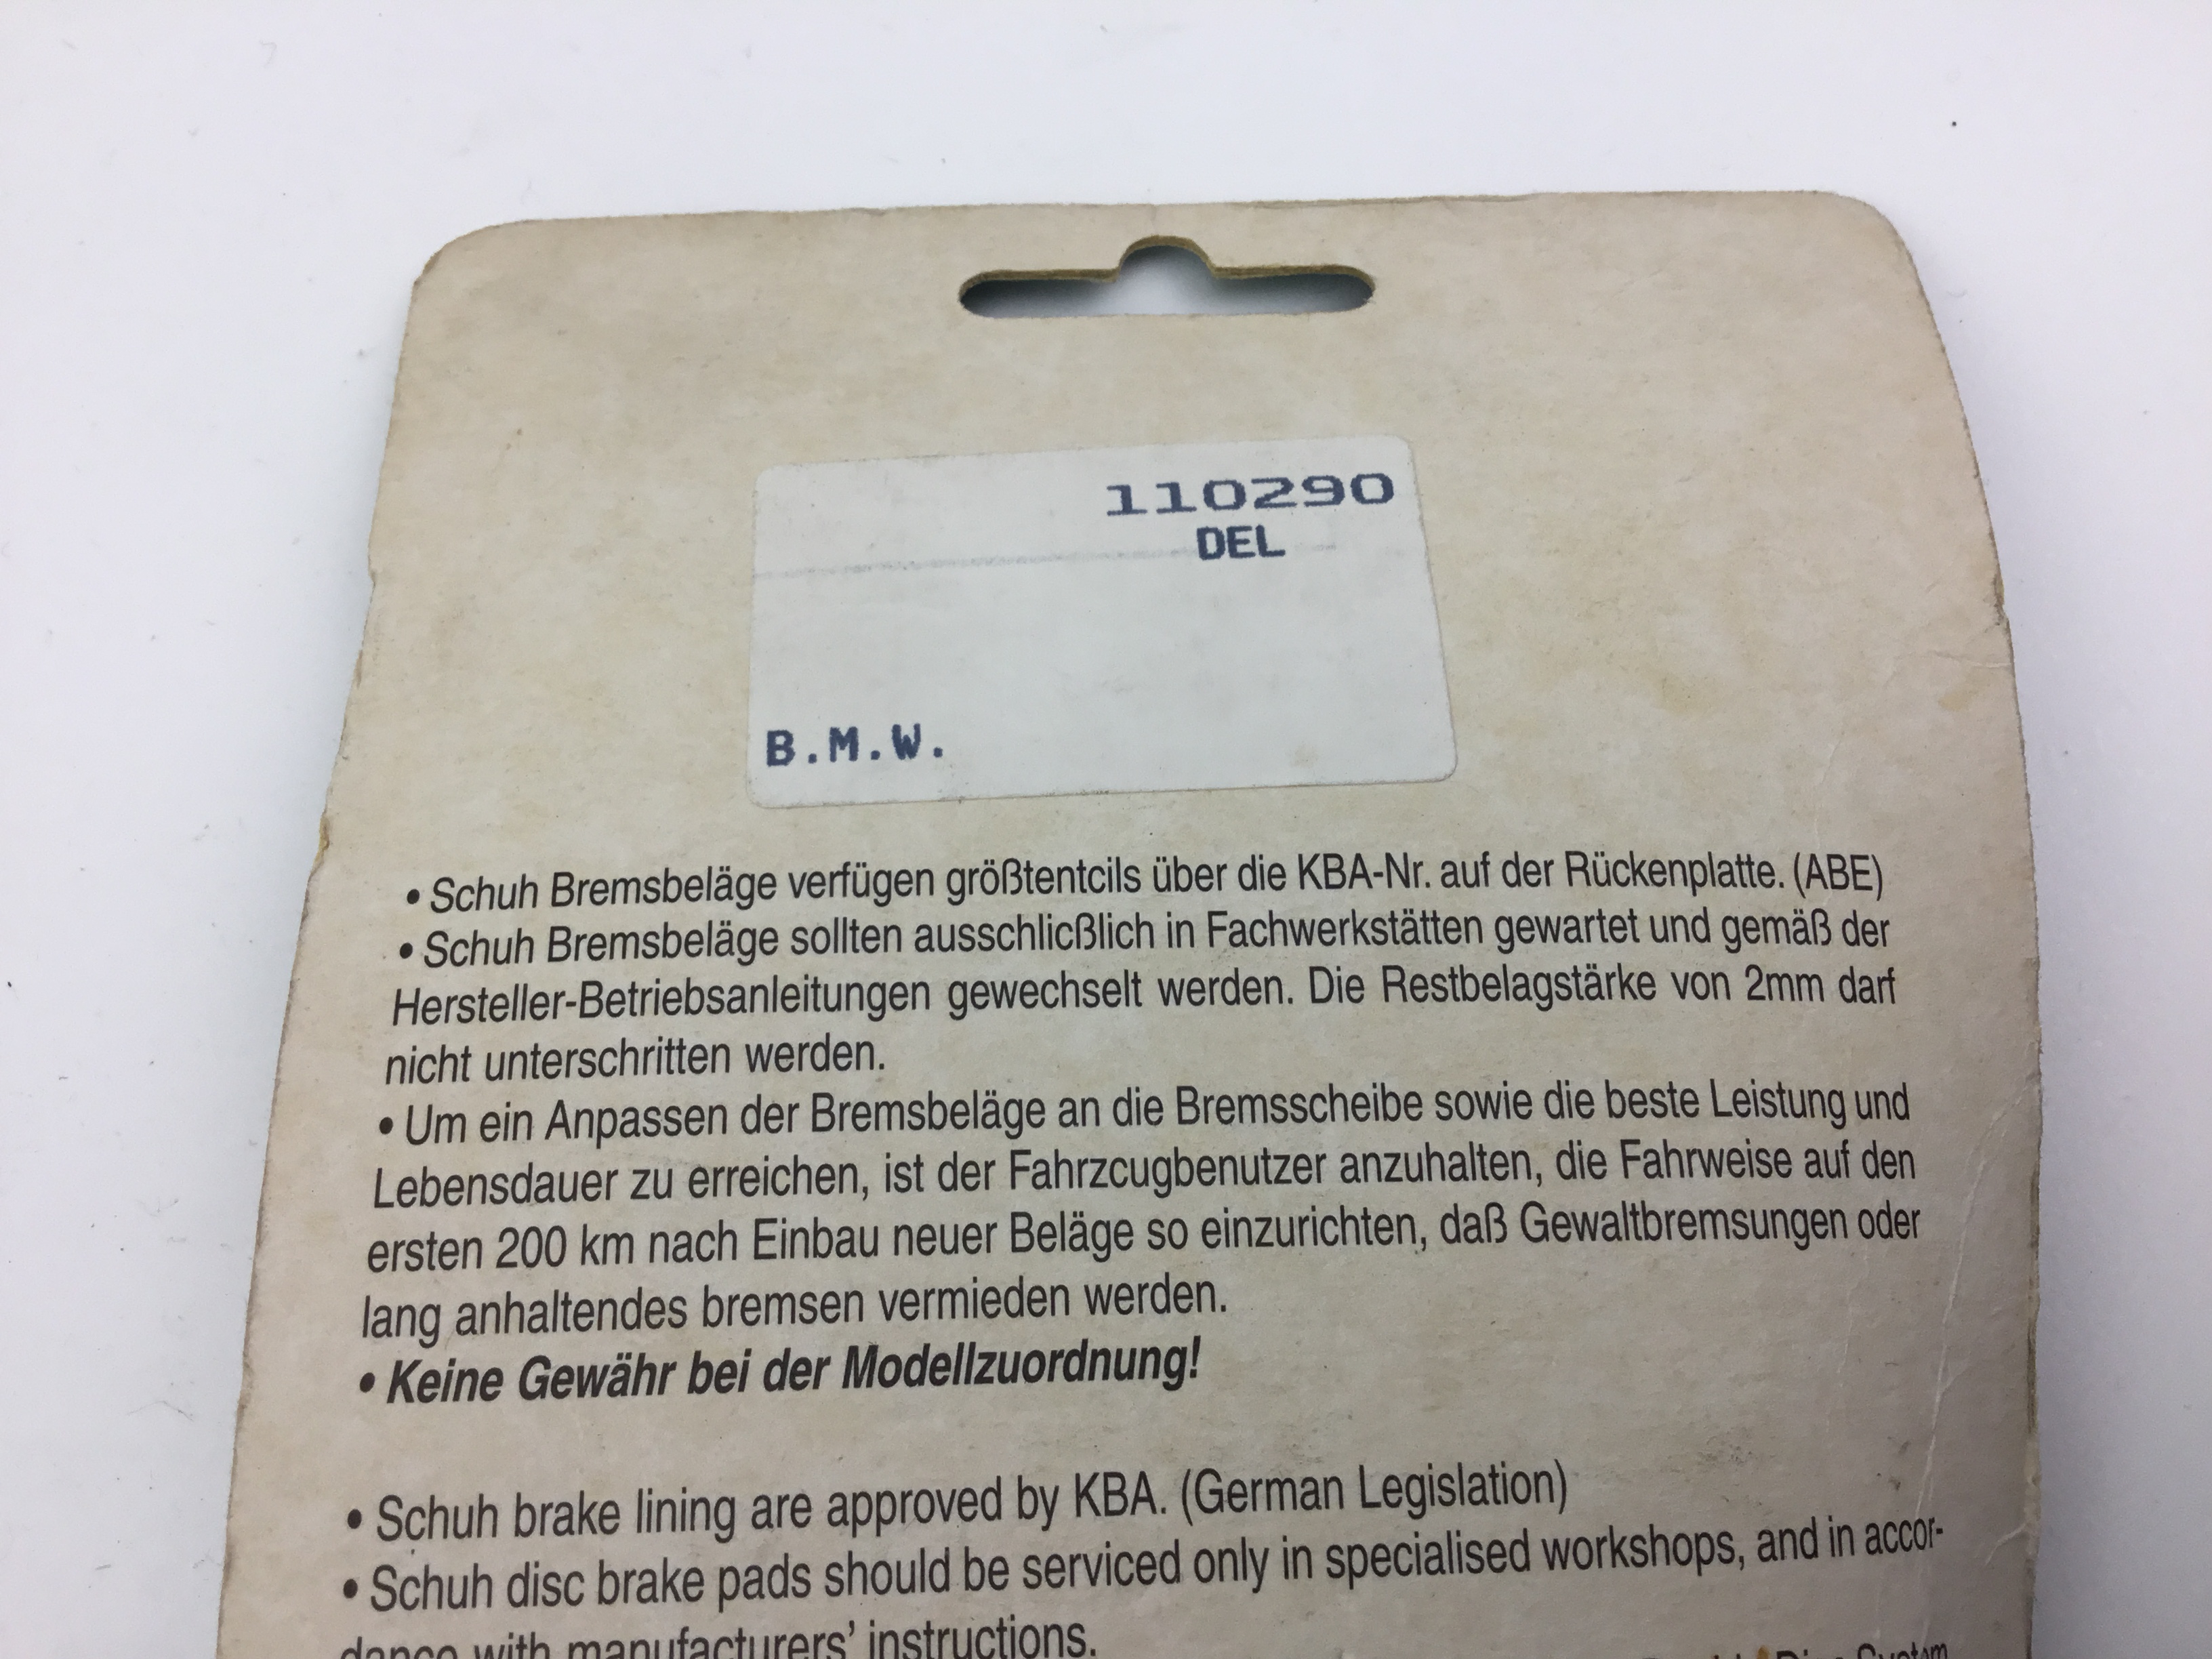 110290
DEL
B.M.W.
• Schuh Bremsbeläge verfügen größtentcils über die KBA-Nr. auf der Rückenplatte. (ABE)
• Schuh Bremsbeläge sollten ausschlicßlich in Fachwerkstätten gewartet und gemäß der
Hersteller-Betriebsanleitungen gewechselt werden. Die Restbelagstärke von 2mm darf
nicht unterschritten werden.
• Um ein Anpassen der Bremsbeläge an die Bremsscheibe sowie die beste Leistung und
Lebensdauer zu erreichen, ist der Fahrzcugbenutzer anzuhalten, die Fahrweise auf den
ersten 200 km nach Einbau neuer Beläge so einzurichten, daß Gewaltbremsungen oder
lang anhaltendes bremsen vermieden werden.
• Keine Gewähr bei der Modellzuordnung!
• Schuh brake lining are approved by KBA. (German Legislation)
• Schuh disc brake pads should be serviced only in specialised workshops, and in accor-
dance with manufacturers' instructions.
Disc System